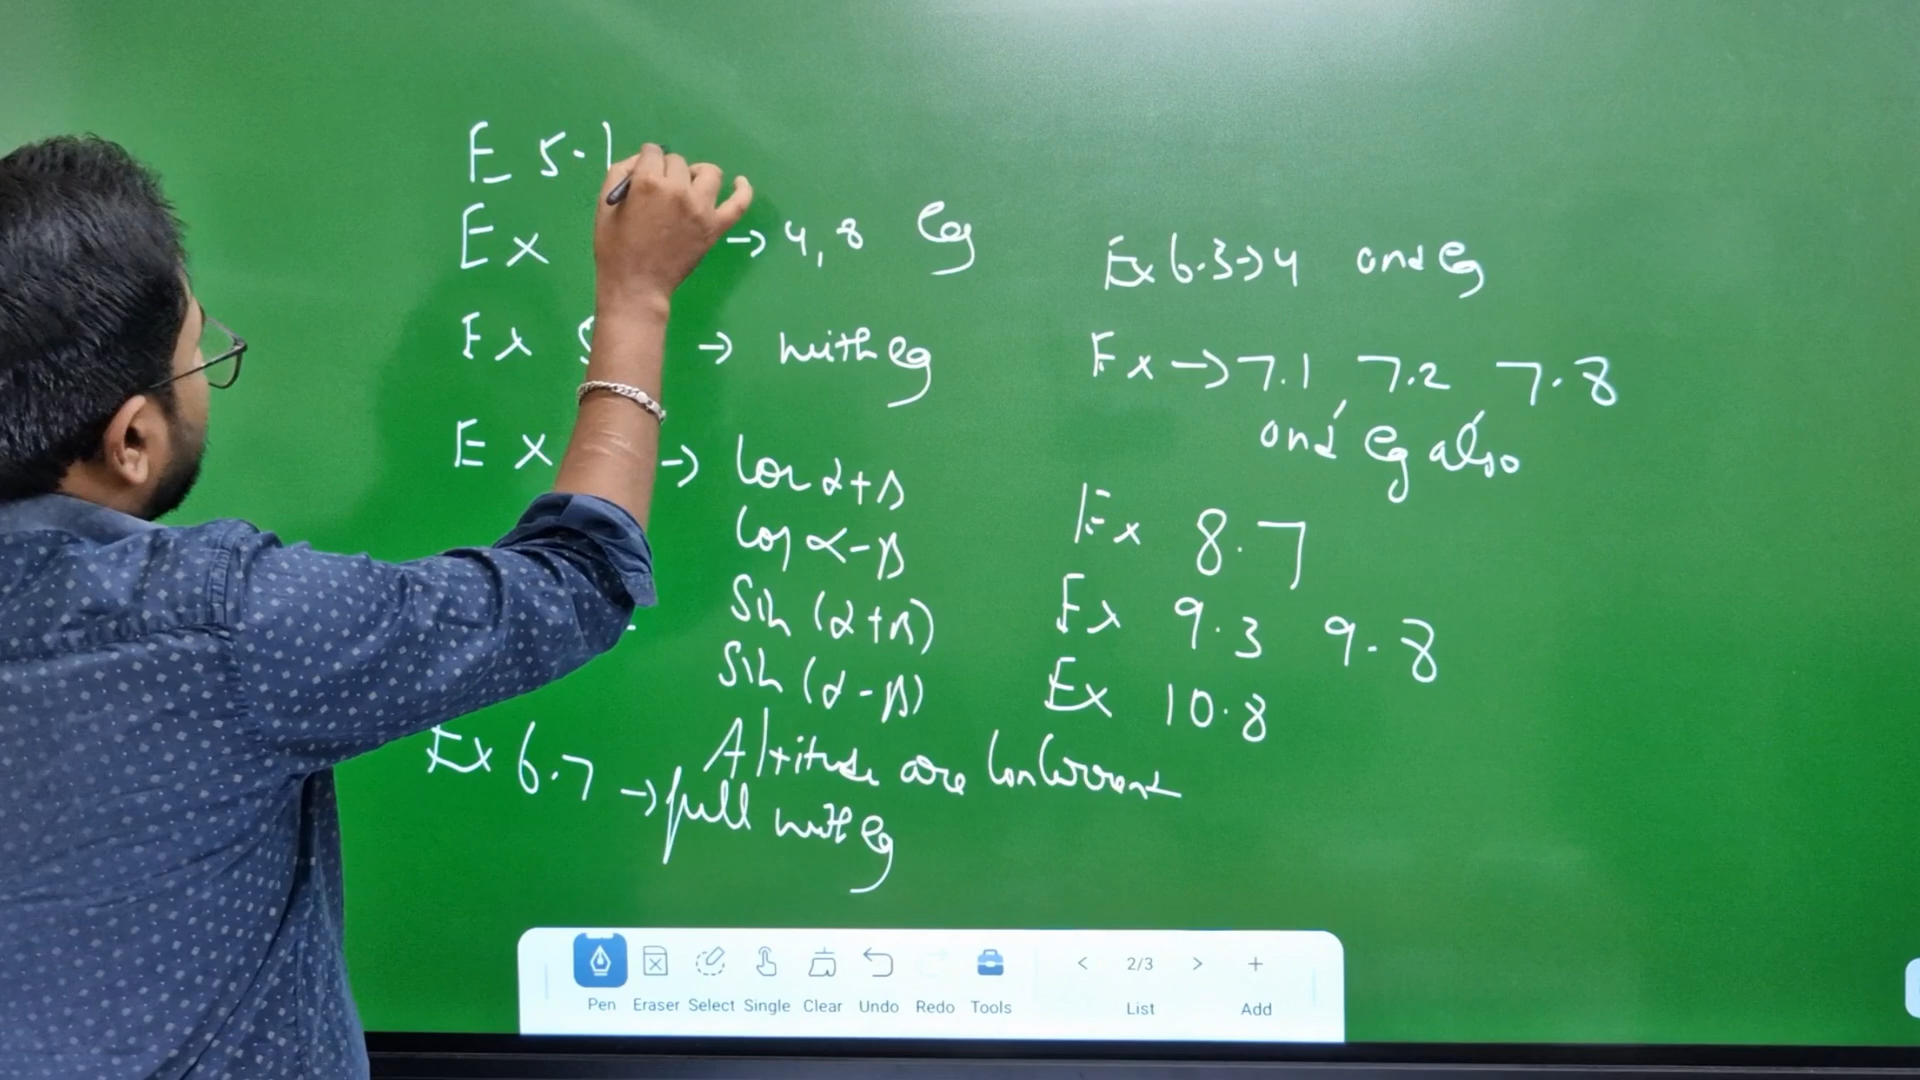 E 5.1
Ex → 4, 8 Eg
Ex 5 → with eg
Ex → Cos α+β
Cos α-β
Sin (α+β)
Sin (α-β)
Altitude are Concurrent
Ex 6.7 → full with eg
Ex 6.3 → 4 and eg
Ex → 7.1 7.2 7.8
and eg also
Ex 8.7
Ex 9.3 9.8
Ex 10.8
Pen Eraser Select Single Clear Undo Redo Tools < 2/3 > List + Add